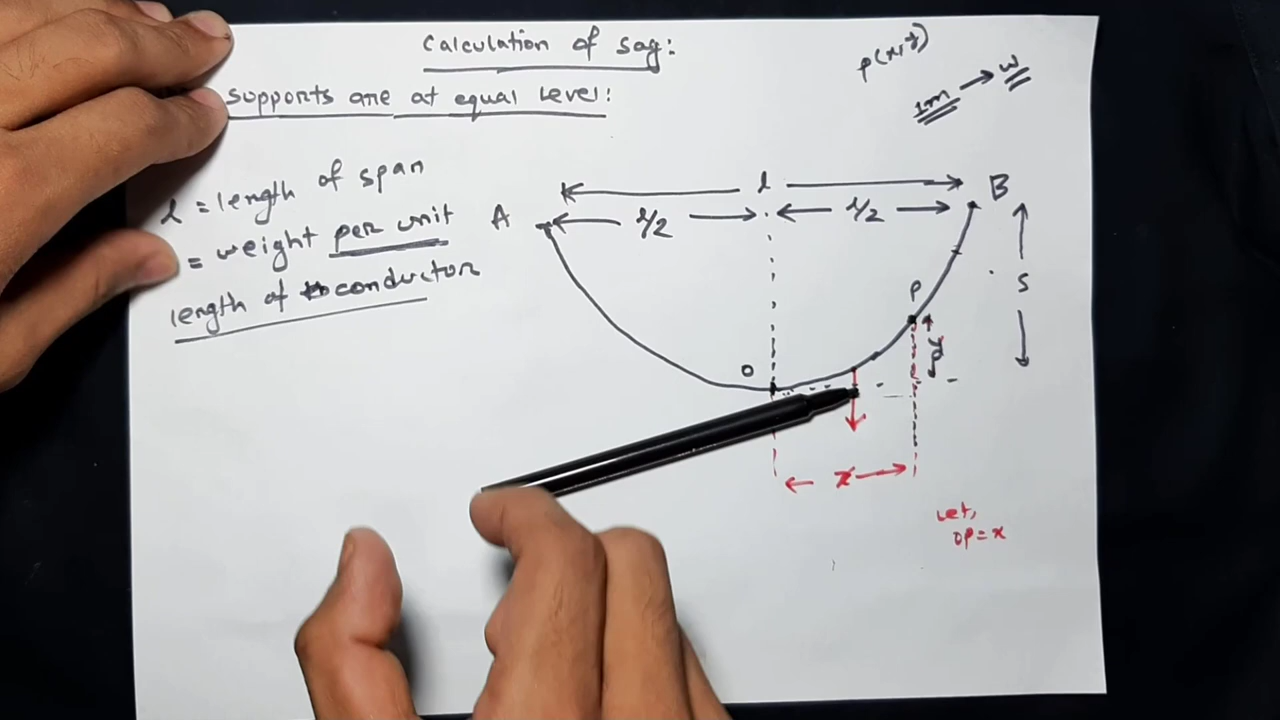 Calculation of sag:
supports are at equal level:
P(x,y)
1m → w
l = length of span
= weight per unit
length of conductor
l
A
B
l/2
l/2
S
P
y
O
x
Let,
OP = x